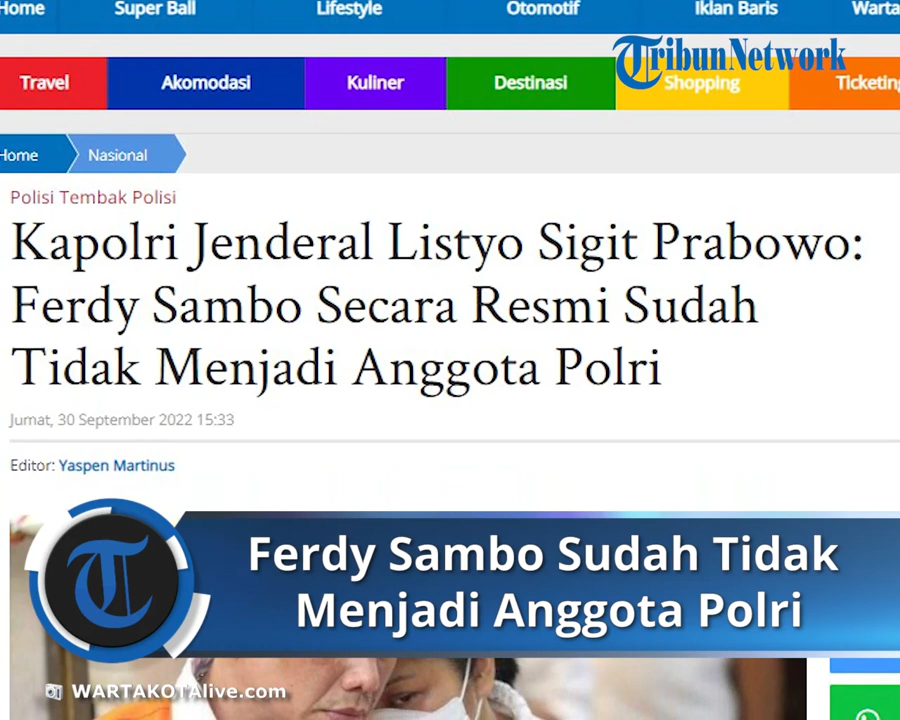 Home Super Ball Lifestyle Otomotif Iklan Baris Warta
TribunNetwork
Travel Akomodasi Kuliner Destinasi Shopping Ticketing
Home Nasional
Polisi Tembak Polisi
Kapolri Jenderal Listyo Sigit Prabowo:
Ferdy Sambo Secara Resmi Sudah
Tidak Menjadi Anggota Polri
Jumat, 30 September 2022 15:33
Editor: Yaspen Martinus
Ferdy Sambo Sudah Tidak
Menjadi Anggota Polri
T
WARTAKOTAlive.com